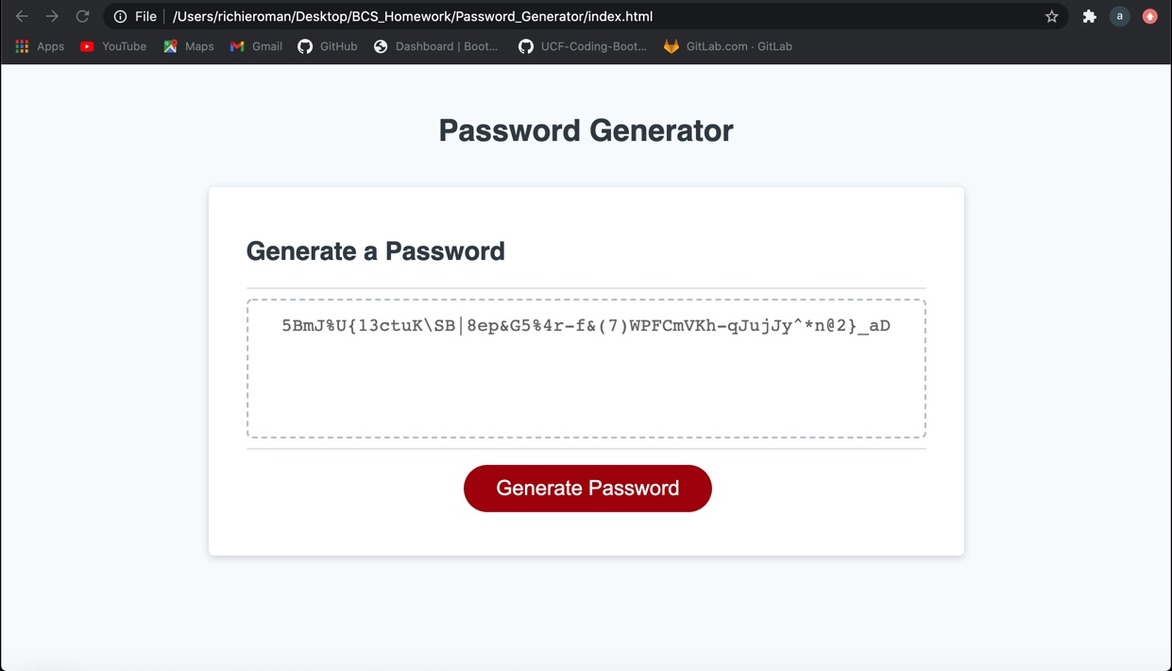 File /Users/richieroman/Desktop/BCS_Homework/Password_Generator/index.html a
Apps YouTube Maps Gmail GitHub Dashboard | Boot... UCF-Coding-Boot... GitLab.com · GitLab
Password Generator
Generate a Password
5BmJ%U{13ctuK\SB|8ep&G5%4r-f&(7)WPFCmVKh-qJujJy^*n@2}_aD
Generate Password